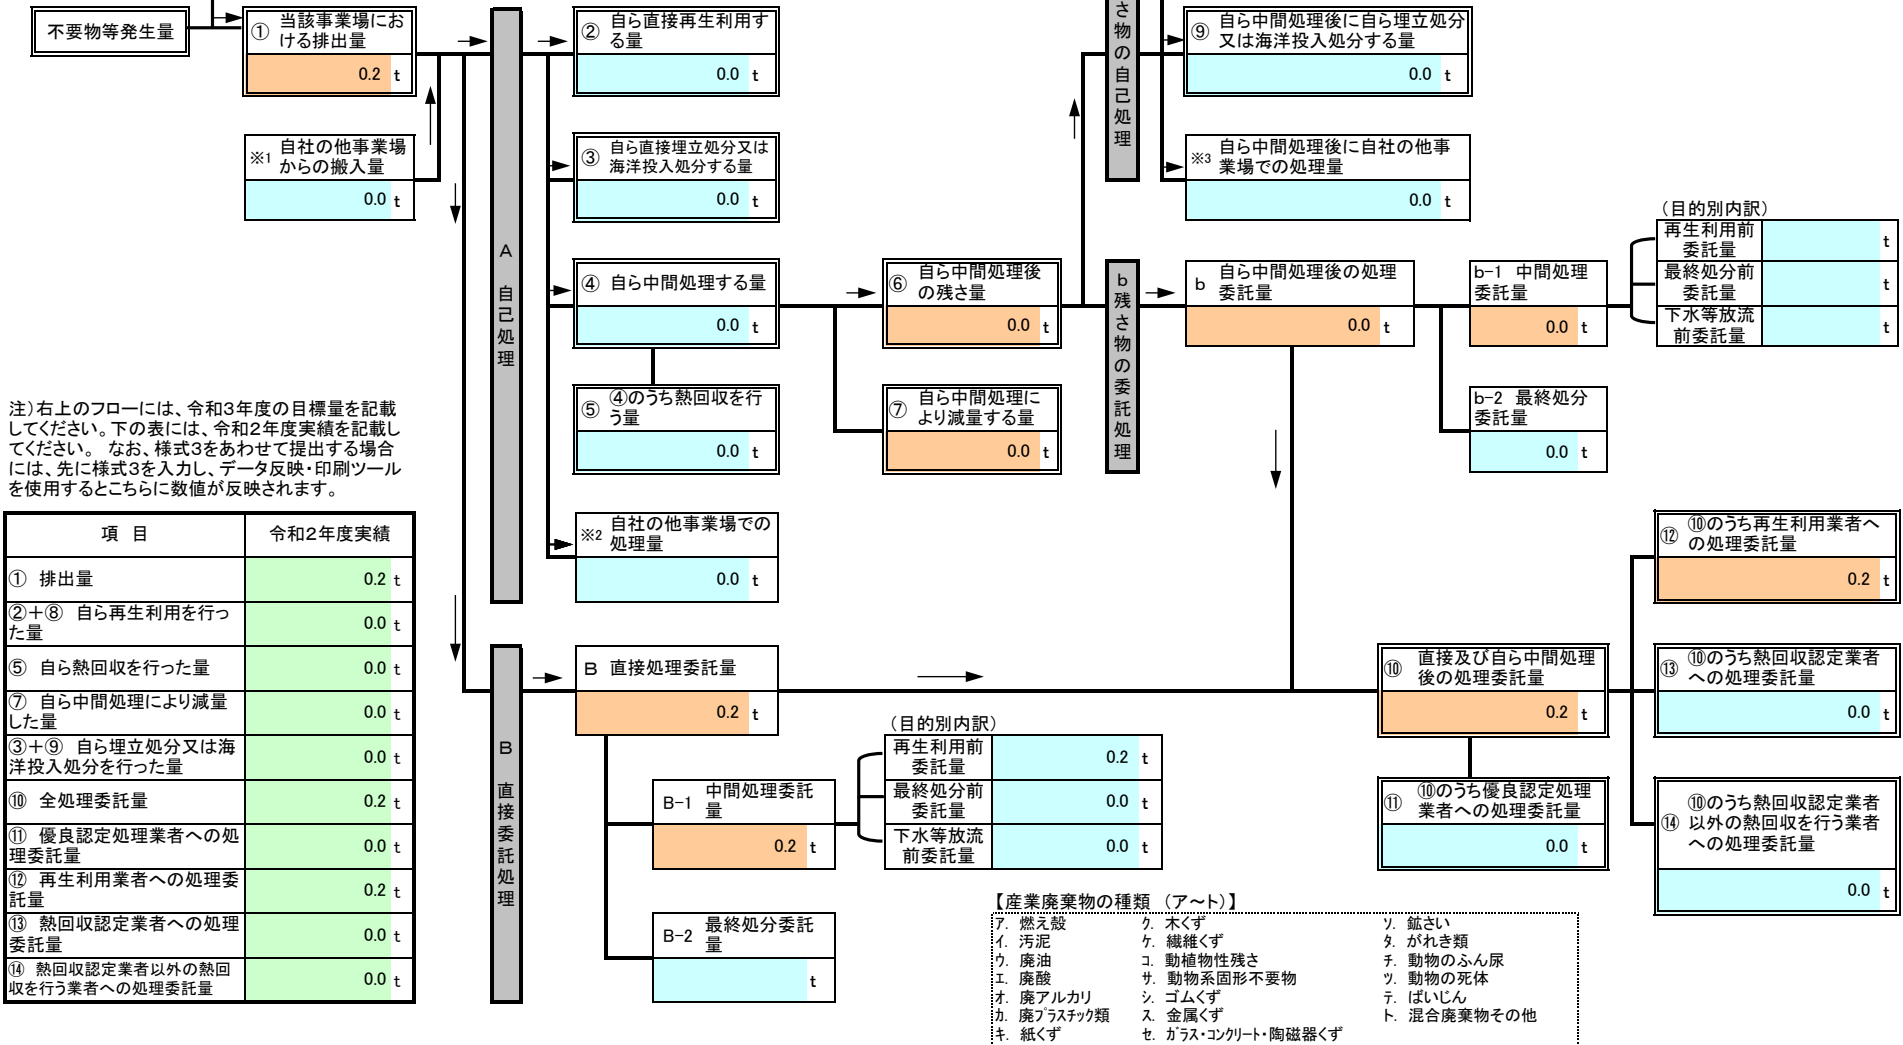 不要物等発生量
① 当該事業場にお
ける排出量
0.2 t
※1 自社の他事業場
からの搬入量
0.0 t
A 自己処理
② 自ら直接再生利用す
る量
0.0 t
③ 自ら直接埋立処分又は
海洋投入処分する量
0.0 t
④ 自ら中間処理する量
0.0 t
⑤ ④のうち熱回収を行
う量
0.0 t
※2 自社の他事業場での
処理量
0.0 t
⑥ 自ら中間処理後
の残さ量
0.0 t
⑦ 自ら中間処理に
より減量する量
0.0 t
さ物の自己処理
⑨ 自ら中間処理後に自ら埋立処分
又は海洋投入処分する量
0.0 t
※3 自ら中間処理後に自社の他事
業場での処理量
0.0 t
b 残さ物の委託処理
b 自ら中間処理後の処理
委託量
0.0 t
b-1 中間処理
委託量
0.0 t
b-2 最終処分
委託量
0.0 t
(目的別内訳)
再生利用前
委託量 t
最終処分前
委託量 t
下水等放流
前委託量 t
注)右上のフローには、令和3年度の目標量を記載
してください。下の表には、令和2年度実績を記載し
てください。 なお、様式3をあわせて提出する場合
には、先に様式3を入力し、データ反映・印刷ツール
を使用するとこちらに数値が反映されます。
項 目 令和2年度実績
① 排出量 0.2 t
②+⑧ 自ら再生利用を行っ
た量 0.0 t
⑤ 自ら熱回収を行った量 0.0 t
⑦ 自ら中間処理により減量
した量 0.0 t
③+⑨ 自ら埋立処分又は海
洋投入処分を行った量 0.0 t
⑩ 全処理委託量 0.2 t
⑪ 優良認定処理業者への処
理委託量 0.0 t
⑫ 再生利用業者への処理委
託量 0.2 t
⑬ 熱回収認定業者への処理
委託量 0.0 t
⑭ 熱回収認定業者以外の熱回
収を行う業者への処理委託量 0.0 t
B 直接委託処理
B 直接処理委託量
0.2 t
B-1 中間処理委託
量
0.2 t
B-2 最終処分委託
量
t
(目的別内訳)
再生利用前
委託量 0.2 t
最終処分前
委託量 0.0 t
下水等放流
前委託量 0.0 t
⑩ 直接及び自ら中間処理
後の処理委託量
0.2 t
⑪ ⑩のうち優良認定処理
業者への処理委託量
0.0 t
⑫ ⑩のうち再生利用業者へ
の処理委託量
0.2 t
⑬ ⑩のうち熱回収認定業者
への処理委託量
0.0 t
⑭ ⑩のうち熱回収認定業者
以外の熱回収を行う業者
への処理委託量
0.0 t
【産業廃棄物の種類 (ア～ト)】
ア. 燃え殻 ク. 木くず ソ. 鉱さい
イ. 汚泥 ケ. 繊維くず タ. がれき類
ウ. 廃油 コ. 動植物性残さ チ. 動物のふん尿
エ. 廃酸 サ. 動物系固形不要物 ツ. 動物の死体
オ. 廃アルカリ シ. ゴムくず テ. ばいじん
カ. 廃プラスチック類 ス. 金属くず ト. 混合廃棄物その他
キ. 紙くず セ. ガラス・コンクリート・陶磁器くず